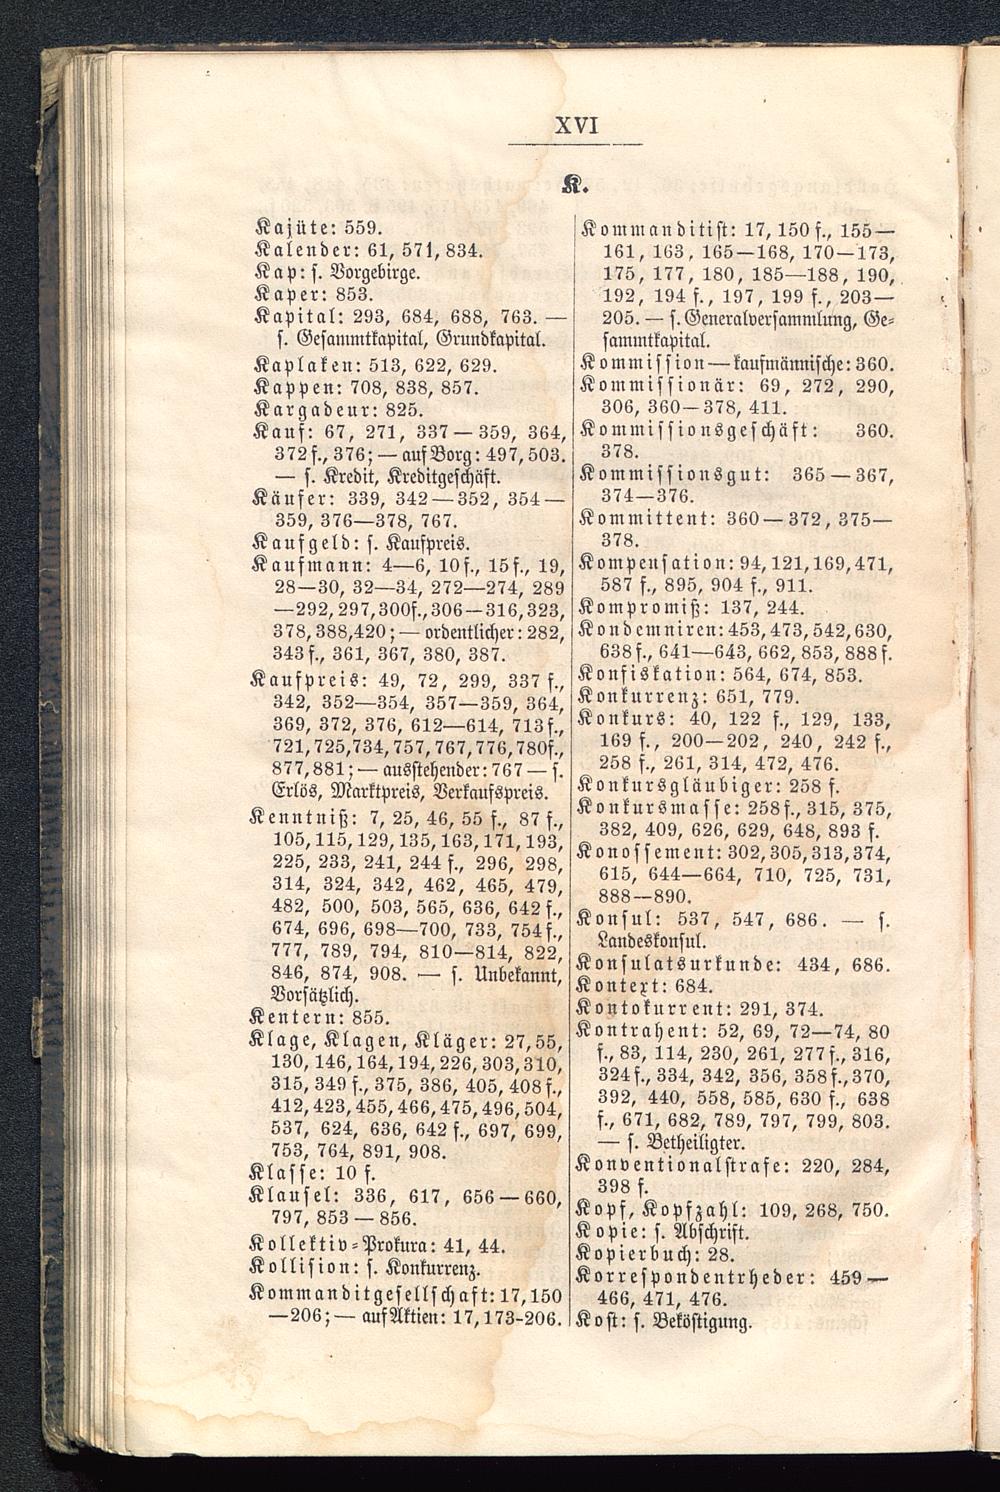 XVI
K.
Kajüte: 559.
Kalender: 61, 571, 834.
Kap: s. Vorgebirge.
Kaper: 853.
Kapital: 293, 684, 688, 763. —
s. Gesammtkapital, Grundkapital.
Kaplaken: 513, 622, 629.
Kappen: 708, 838, 857.
Kargadeur: 825.
Kauf: 67, 271, 337—359, 364,
372 f., 376; — auf Borg: 497, 503.
— s. Kredit, Kreditgeschäft.
Käufer: 339, 342—352, 354—
359, 376—378, 767.
Kaufgeld: s. Kaufpreis.
Kaufmann: 4—6, 10 f., 15 f., 19,
28—30, 32—34, 272—274, 289
—292, 297, 300f., 306—316, 323,
378, 388, 420; — ordentlicher: 282,
343 f., 361, 367, 380, 387.
Kaufpreis: 49, 72, 299, 337 f.,
342, 352—354, 357—359, 364,
369, 372, 376, 612—614, 713 f.,
721, 725, 734, 757, 767, 776, 780f.,
877, 881; — ausstehender: 767 — s.
Erlös, Marktpreis, Verkaufspreis.
Kenntniß: 7, 25, 46, 55 f., 87 f.,
105, 115, 129, 135, 163, 171, 193,
225, 233, 241, 244 f., 296, 298,
314, 324, 342, 462, 465, 479,
482, 500, 503, 565, 636, 642 f.,
674, 696, 698—700, 733, 754 f.,
777, 789, 794, 810—814, 822,
846, 874, 908. — s. Unbekannt,
Vorsätzlich.
Kentern: 855.
Klage, Klagen, Kläger: 27, 55,
130, 146, 164, 194, 226, 303, 310,
315, 349 f., 375, 386, 405, 408 f.,
412, 423, 455, 466, 475, 496, 504,
537, 624, 636, 642 f., 697, 699,
753, 764, 891, 908.
Klasse: 10 f.
Klausel: 336, 617, 656—660,
797, 853—856.
Kollektiv-Prokura: 41, 44.
Kollision: s. Konkurrenz.
Kommanditgesellschaft: 17, 150
—206; — auf Aktien: 17, 173-206.
Kommanditist: 17, 150 f., 155—
161, 163, 165—168, 170—173,
175, 177, 180, 185—188, 190,
192, 194 f., 197, 199 f., 203—
205. — s. Generalversammlung, Ge-
sammtkapital.
Kommission — kaufmännische: 360.
Kommissionär: 69, 272, 290,
306, 360—378, 411.
Kommissionsgeschäft: 360.
378.
Kommissionsgut: 365—367,
374—376.
Kommittent: 360—372, 375—
378.
Kompensation: 94, 121, 169, 471,
587 f., 895, 904 f., 911.
Kompromiß: 137, 244.
Kondemniren: 453, 473, 542, 630,
638 f., 641—643, 662, 853, 888 f.
Konfiskation: 564, 674, 853.
Konkurrenz: 651, 779.
Konkurs: 40, 122 f., 129, 133,
169 f., 200—202, 240, 242 f.,
258 f., 261, 314, 472, 476.
Konkursgläubiger: 258 f.
Konkursmasse: 258 f., 315, 375,
382, 409, 626, 629, 648, 893 f.
Konossement: 302, 305, 313, 374,
615, 644—664, 710, 725, 731,
888—890.
Konsul: 537, 547, 686. — s.
Landeskonsul.
Konsulatsurkunde: 434, 686.
Kontext: 684.
Kontokurrent: 291, 374.
Kontrahent: 52, 69, 72—74, 80
f., 83, 114, 230, 261, 277 f., 316,
324 f., 334, 342, 356, 358 f., 370,
392, 440, 558, 585, 630 f., 638
f., 671, 682, 789, 797, 799, 803.
— s. Betheiligter.
Konventionalstrafe: 220, 284,
398 f.
Kopf, Kopfzahl: 109, 268, 750.
Kopie: s. Abschrift.
Kopierbuch: 28.
Korrespondentrheder: 459—
466, 471, 476.
Kost: s. Beköstigung.